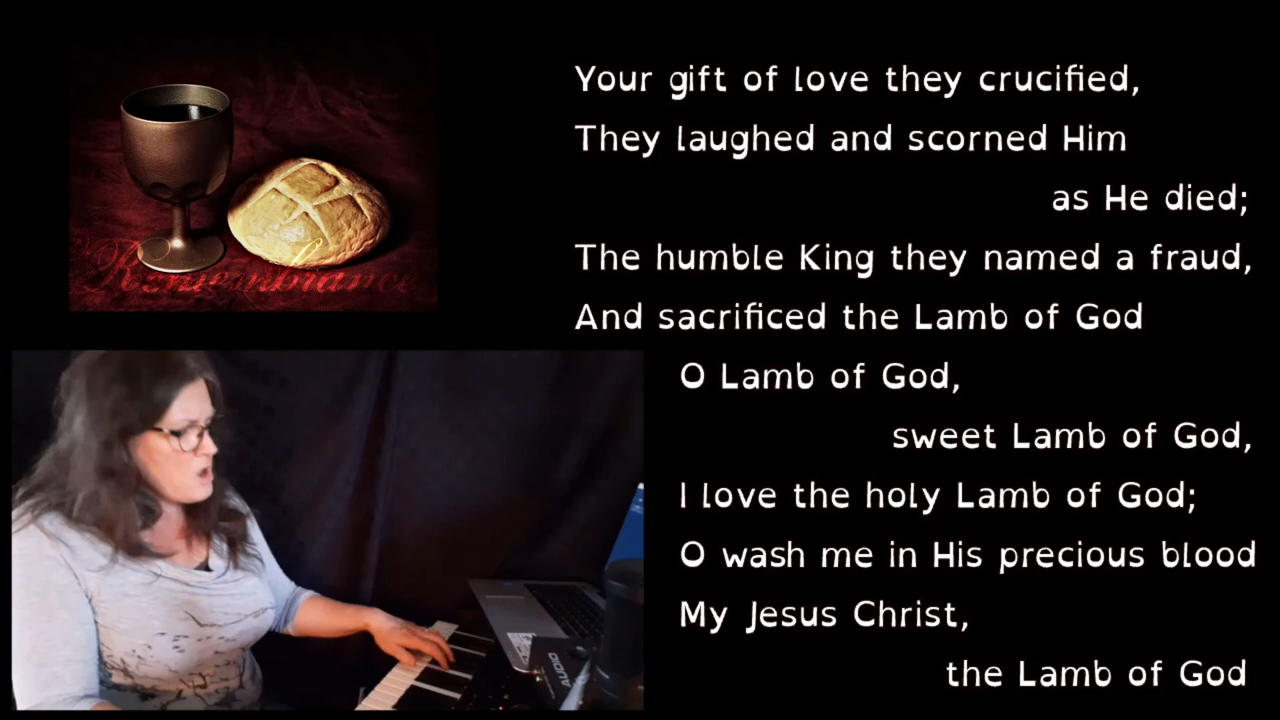 Remembrance
Your gift of love they crucified,
They laughed and scorned Him
as He died;
The humble King they named a fraud,
And sacrificed the Lamb of God
O Lamb of God,
sweet Lamb of God,
I love the holy Lamb of God;
O wash me in His precious blood
My Jesus Christ,
the Lamb of God
AUDIO